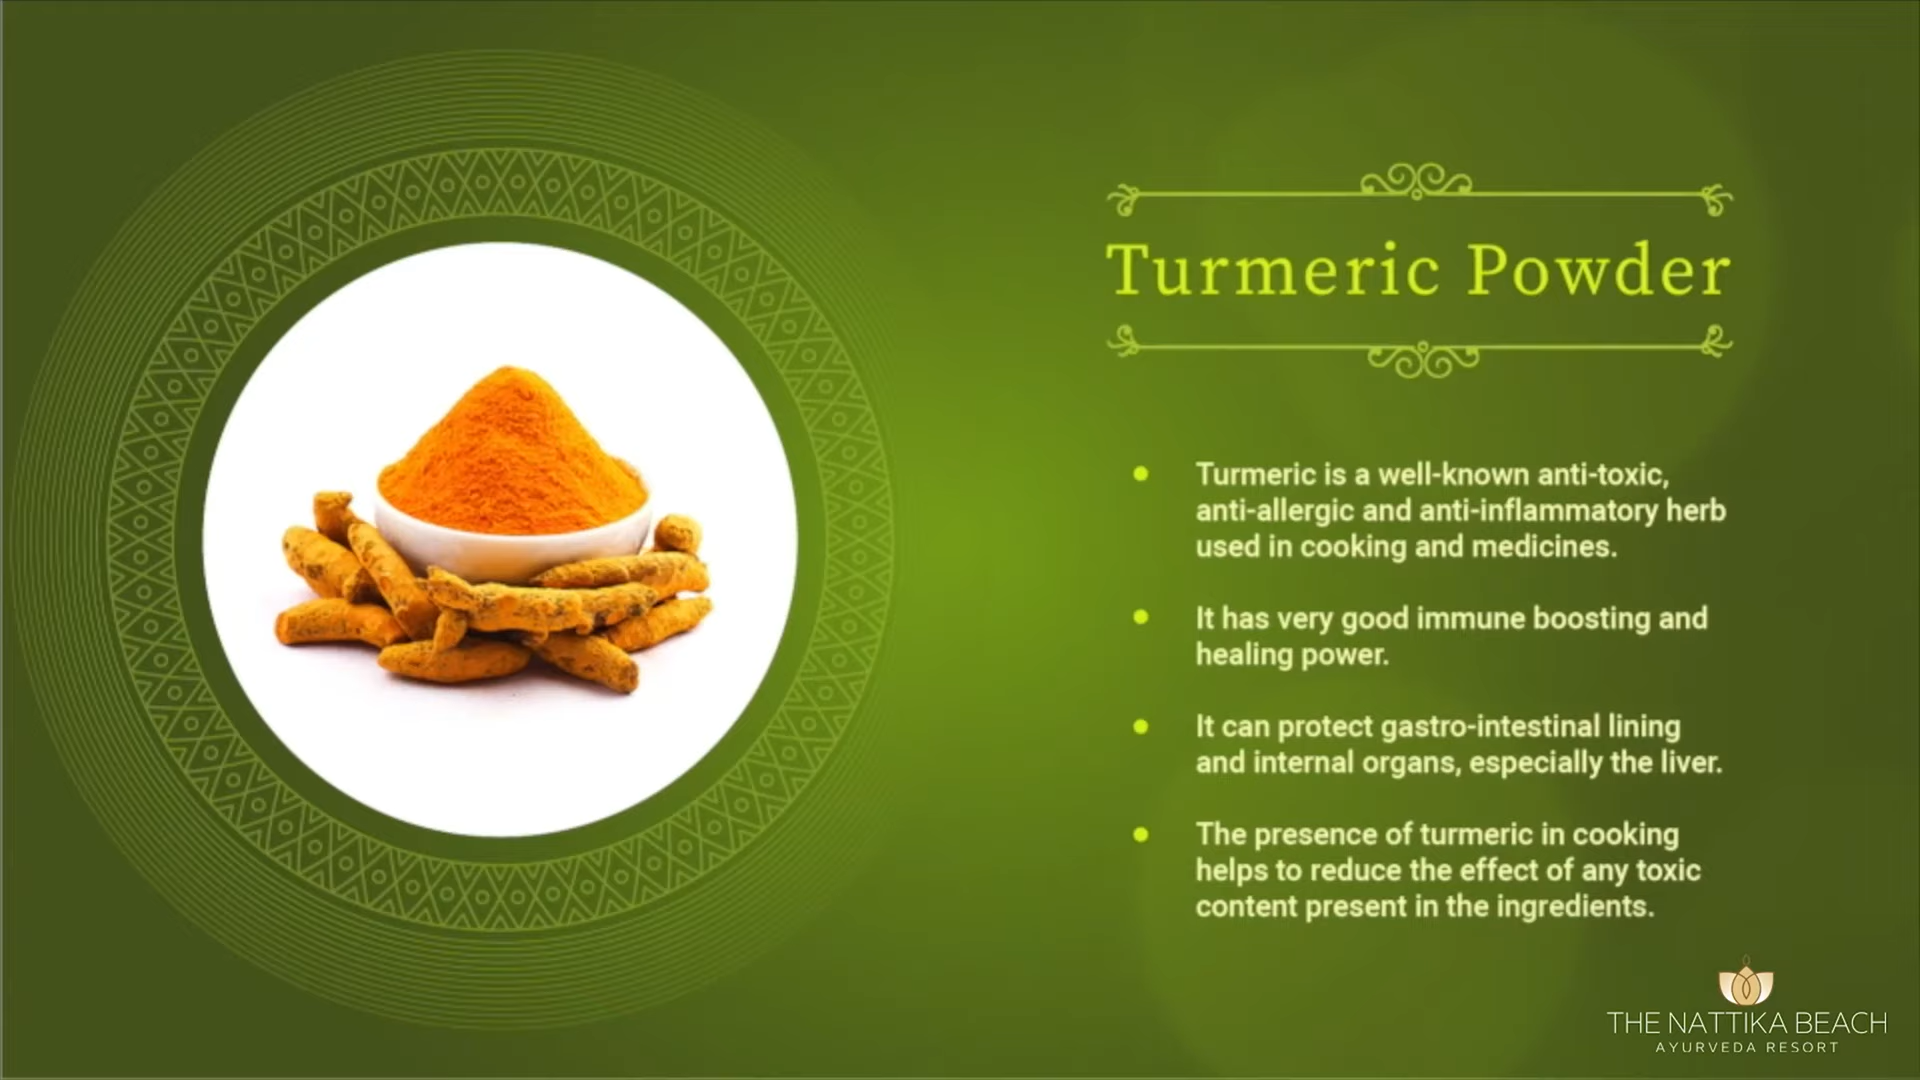 Turmeric Powder
Turmeric is a well-known anti-toxic,
anti-allergic and anti-inflammatory herb
used in cooking and medicines.
It has very good immune boosting and
healing power.
It can protect gastro-intestinal lining
and internal organs, especially the liver.
The presence of turmeric in cooking
helps to reduce the effect of any toxic
content present in the ingredients.
THE NATTIKA BEACH
AYURVEDA RESORT